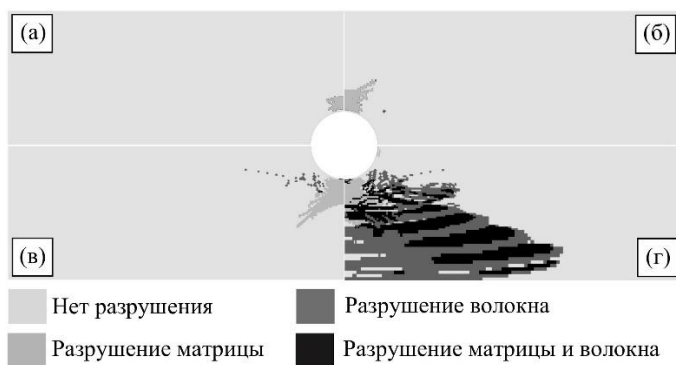 (а)
(б)
(в)
(г)
Нет разрушения
Разрушение волокна
Разрушение матрицы
Разрушение матрицы и волокна